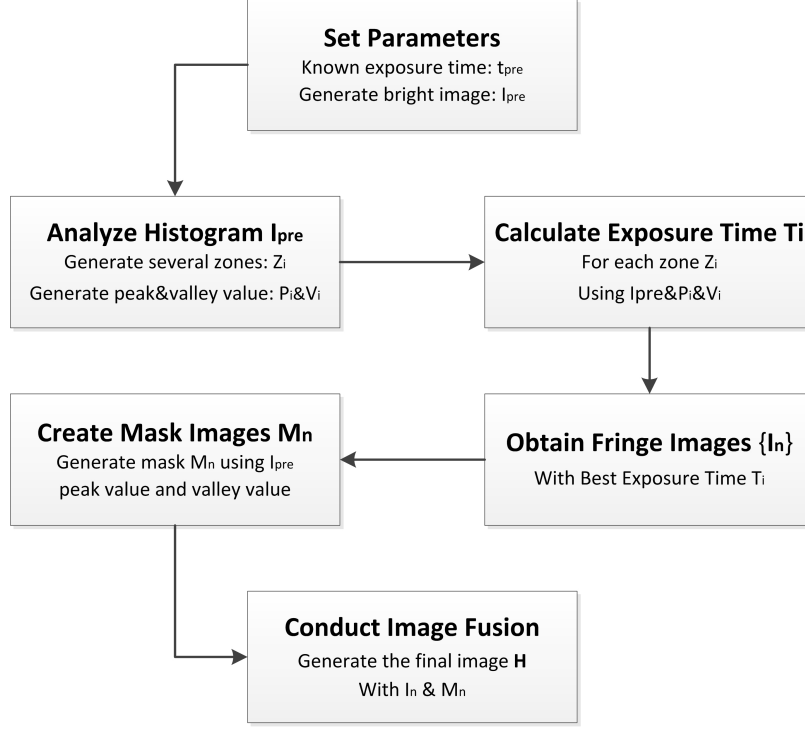 Set Parameters
Known exposure time: tpre
Generate bright image: Ipre
Analyze Histogram Ipre
Generate several zones: Zi
Generate peak&valley value: Pi&Vi
Calculate Exposure Time Ti
For each zone Zi
Using Ipre&Pi&Vi
Obtain Fringe Images {In}
With Best Exposure Time Ti
Create Mask Images Mn
Generate mask Mn using Ipre
peak value and valley value
Conduct Image Fusion
Generate the final image H
With In & Mn